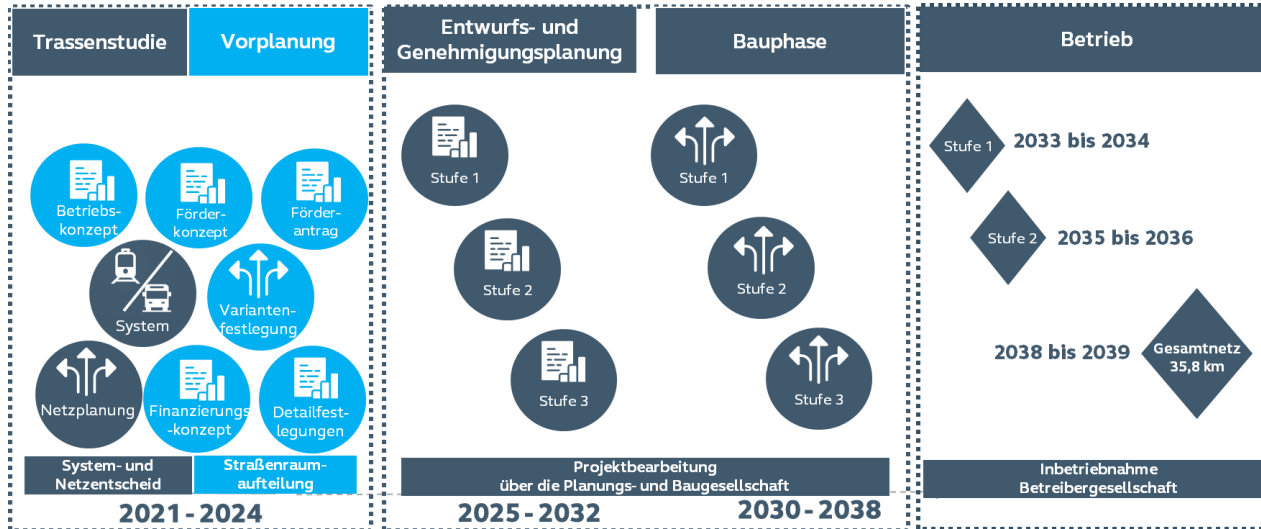 Trassenstudie
Vorplanung
Betriebs-
konzept
Förder-
konzept
Förder-
antrag
System
Varianten-
festlegung
Netzplanung
Finanzierungs
-konzept
Detailfest-
legungen
System- und
Netzentscheid
Straßenraum-
aufteilung
2021 - 2024
Entwurfs- und
Genehmigungsplanung
Bauphase
Stufe 1
Stufe 1
Stufe 2
Stufe 2
Stufe 3
Stufe 3
Projektbearbeitung
über die Planungs- und Baugesellschaft
2025 - 2032
2030 - 2038
Betrieb
Stufe 1
2033 bis 2034
Stufe 2
2035 bis 2036
2038 bis 2039
Gesamtnetz
35,8 km
Inbetriebnahme
Betreibergesellschaft